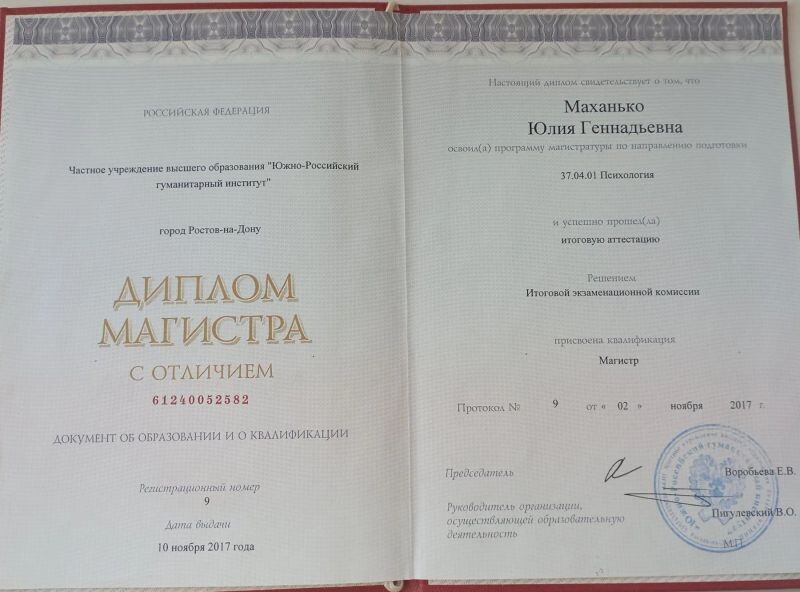 РОССИЙСКАЯ ФЕДЕРАЦИЯ
Частное учреждение высшего образования "Южно-Российский
гуманитарный институт"
город Ростов-на-Дону
ДИПЛОМ
МАГИСТРА
С ОТЛИЧИЕМ
61240052582
ДОКУМЕНТ ОБ ОБРАЗОВАНИИ И О КВАЛИФИКАЦИИ
Регистрационный номер
9
Дата выдачи
10 ноября 2017 года
Настоящий диплом свидетельствует о том, что
Маханько
Юлия Геннадьевна
освоил(а) программу магистратуры по направлению подготовки
37.04.01 Психология
и успешно прошел(ла)
итоговую аттестацию
Решением
Итоговой экзаменационной комиссии
присвоена квалификация
Магистр
Протокол № 9 от « 02 » ноября 2017 г.
Председатель
Воробьева Е.В.
Руководитель организации,
осуществляющей образовательную
деятельность
Пигулевский В.О.
М.П.